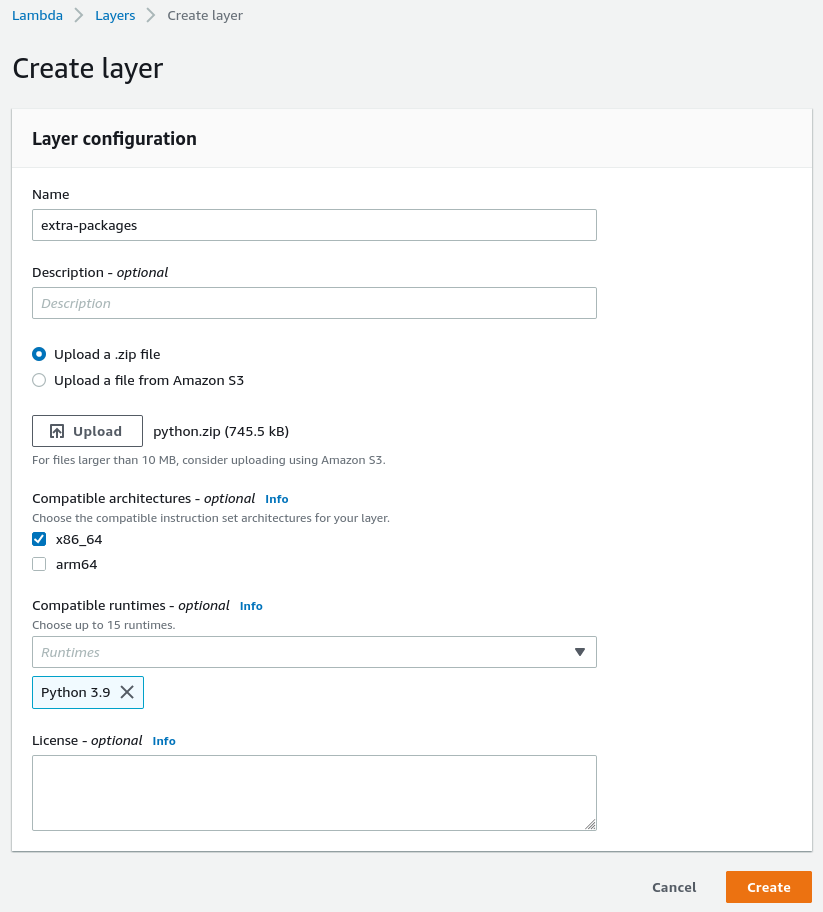 Lambda > Layers > Create layer
Create layer
Layer configuration
Name
extra-packages
Description - optional
Description
Upload a .zip file
Upload a file from Amazon S3
Upload python.zip (745.5 kB)
For files larger than 10 MB, consider uploading using Amazon S3.
Compatible architectures - optional Info
Choose the compatible instruction set architectures for your layer.
x86_64
arm64
Compatible runtimes - optional Info
Choose up to 15 runtimes.
Runtimes
Python 3.9
License - optional Info
Cancel Create